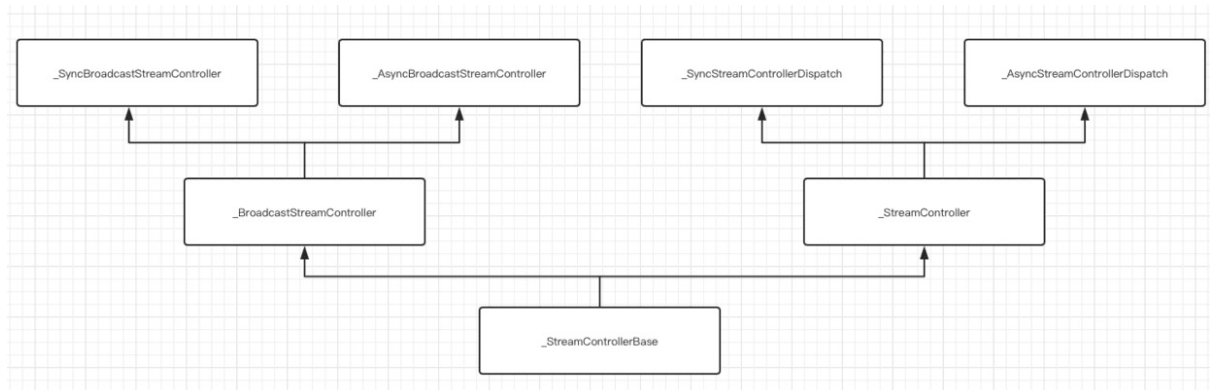 _SyncBroadcastStreamController
_AsyncBroadcastStreamController
_SyncStreamControllerDispatch
_AsyncStreamControllerDispatch
_BroadcastStreamController
_StreamController
_StreamControllerBase